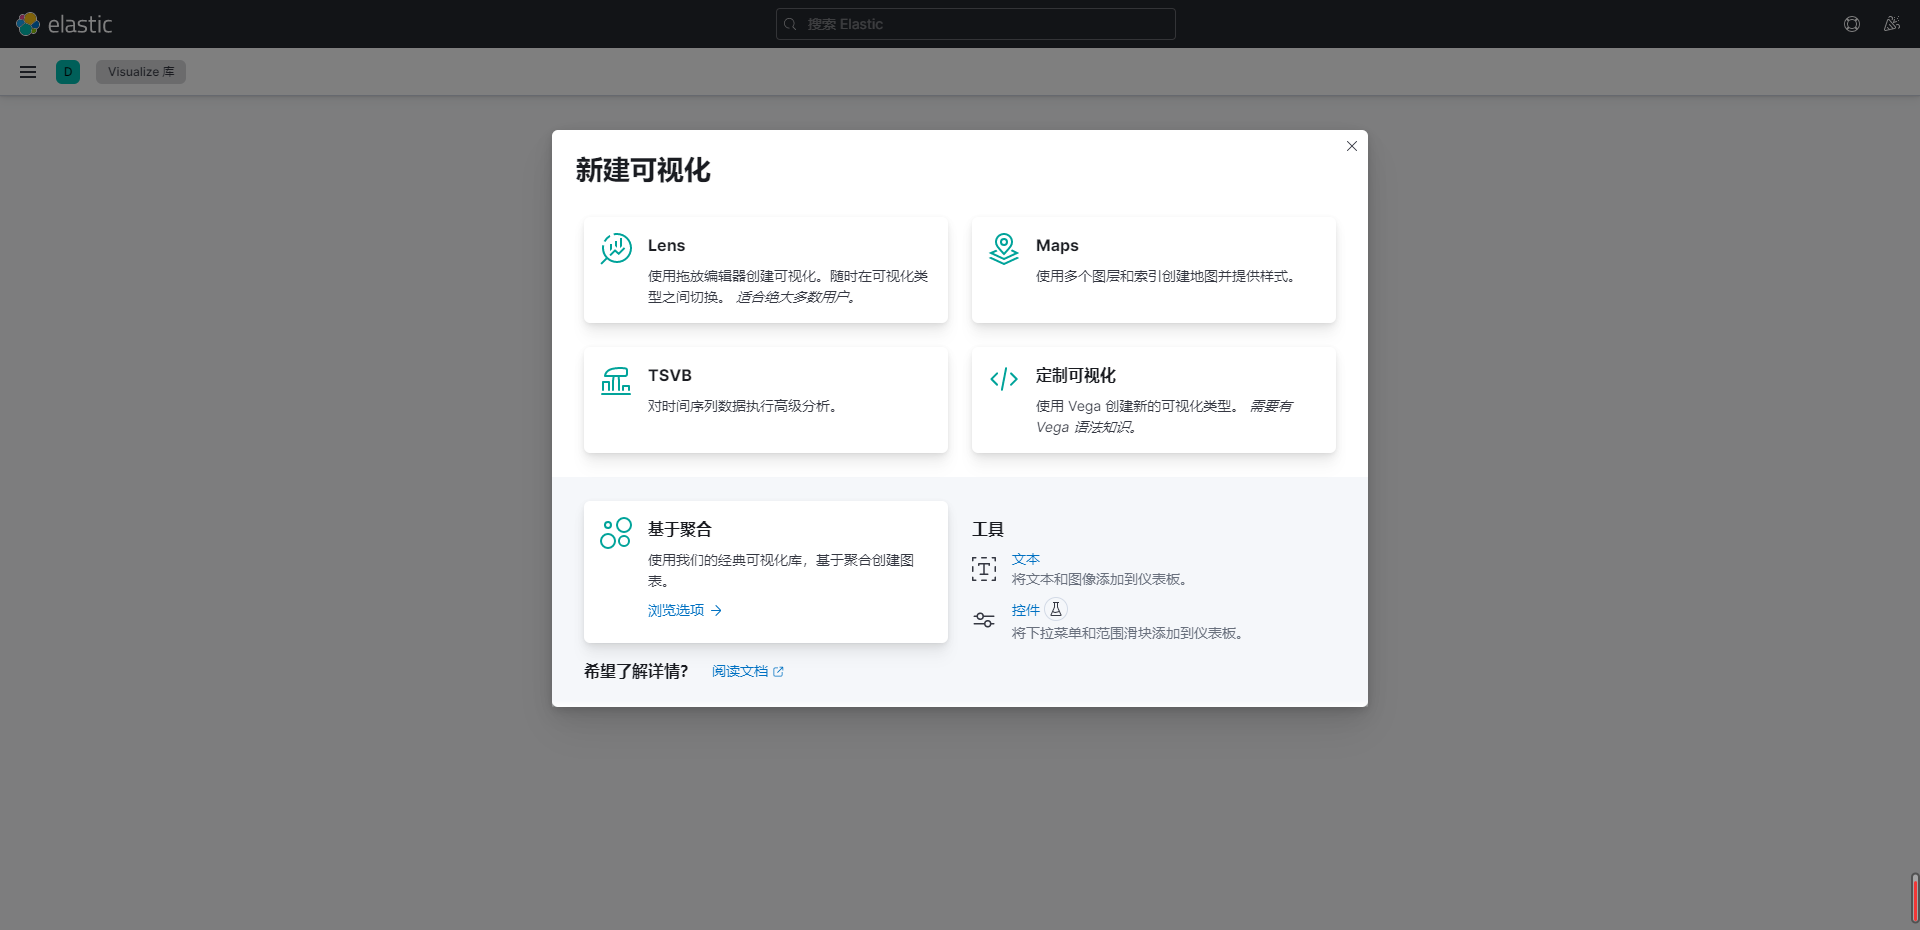 elastic
搜索 Elastic
D
Visualize 库
新建可视化
Lens
使用拖放编辑器创建可视化。随时在可视化类
型之间切换。 适合绝大多数用户。
Maps
使用多个图层和索引创建地图并提供样式。
TSVB
对时间序列数据执行高级分析。
定制可视化
使用 Vega 创建新的可视化类型。 需要有
Vega 语法知识。
基于聚合
使用我们的经典可视化库，基于聚合创建图
表。
浏览选项
工具
文本
将文本和图像添加到仪表板。
控件
将下拉菜单和范围滑块添加到仪表板。
希望了解详情?
阅读文档